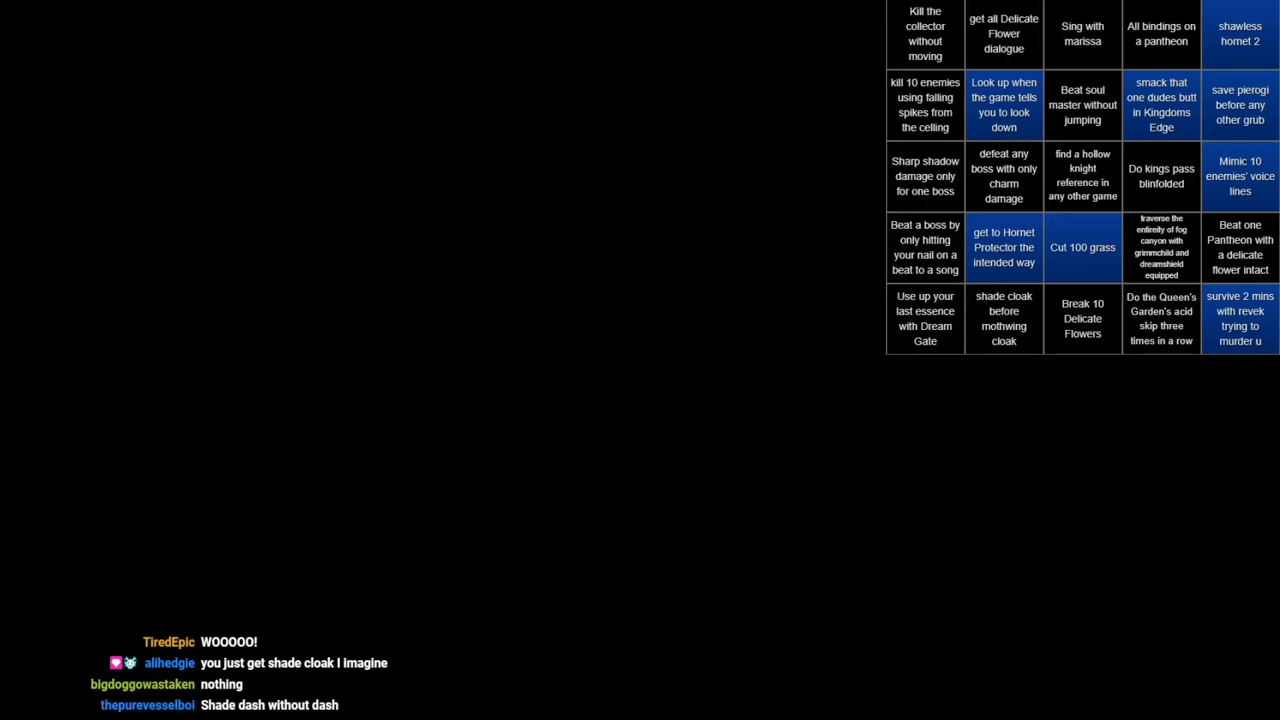 Kill the
collector
without
moving
get all Delicate
Flower
dialogue
Sing with
marissa
All bindings on
a pantheon
shawless
hornet 2
kill 10 enemies
using falling
spikes from
the celling
Look up when
the game tells
you to look
down
Beat soul
master without
jumping
smack that
one dudes butt
in Kingdoms
Edge
save pierogi
before any
other grub
Sharp shadow
damage only
for one boss
defeat any
boss with only
charm
damage
find a hollow
knight
reference in
any other game
Do kings pass
blinfolded
Mimic 10
enemies' voice
lines
Beat a boss by
only hitting
your nail on a
beat to a song
get to Hornet
Protector the
intended way
Cut 100 grass
traverse the
entireity of fog
canyon with
grimmchild and
dreamshield
equipped
Beat one
Pantheon with
a delicate
flower intact
Use up your
last essence
with Dream
Gate
shade cloak
before
mothwing
cloak
Break 10
Delicate
Flowers
Do the Queen's
Garden's acid
skip three
times in a row
survive 2 mins
with revek
trying to
murder u
TiredEpic WOOOOO!
alihedgie you just get shade cloak I imagine
bigdoggowastaken nothing
thepurevesselboi Shade dash without dash